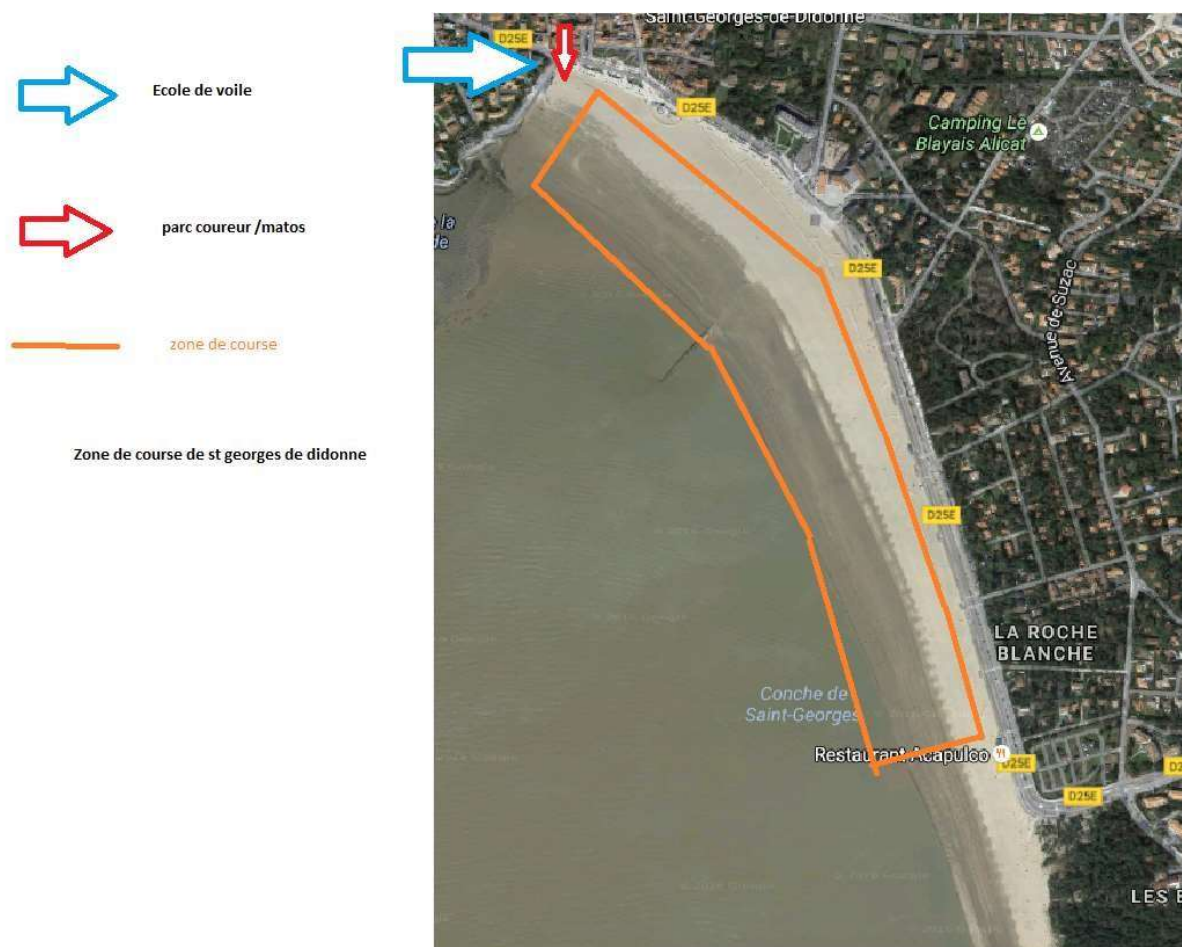 Ecole de voile
parc coureur /matos
zone de course
Zone de course de st georges de didonne
Saint-Georges-de-Didonne
D25E
D25E
Camping Le
Blayais Alicat
D25E
Avenue de Suzac
D25E
LA ROCHE
BLANCHE
Conche de
Saint-Georges
Restaurant Acapulco
D25E
D25E
LES